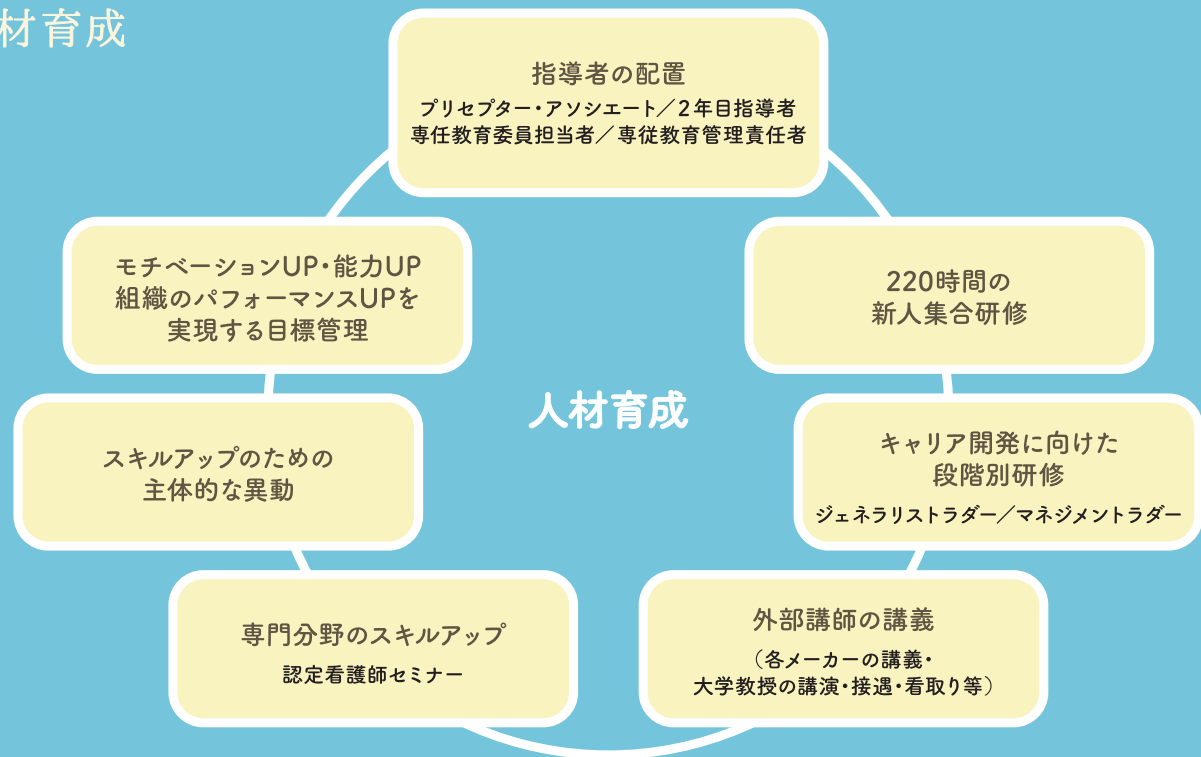 材育成
指導者の配置
プリセプター・アソシエート／2年目指導者
専任教育委員担当者／専従教育管理責任者
モチベーションUP・能力UP
組織のパフォーマンスUPを
実現する目標管理
220時間の
新人集合研修
人材育成
スキルアップのための
主体的な異動
キャリア開発に向けた
段階別研修
ジェネラリストラダー／マネジメントラダー
専門分野のスキルアップ
認定看護師セミナー
外部講師の講義
（各メーカーの講義・
大学教授の講演・接遇・看取り等）